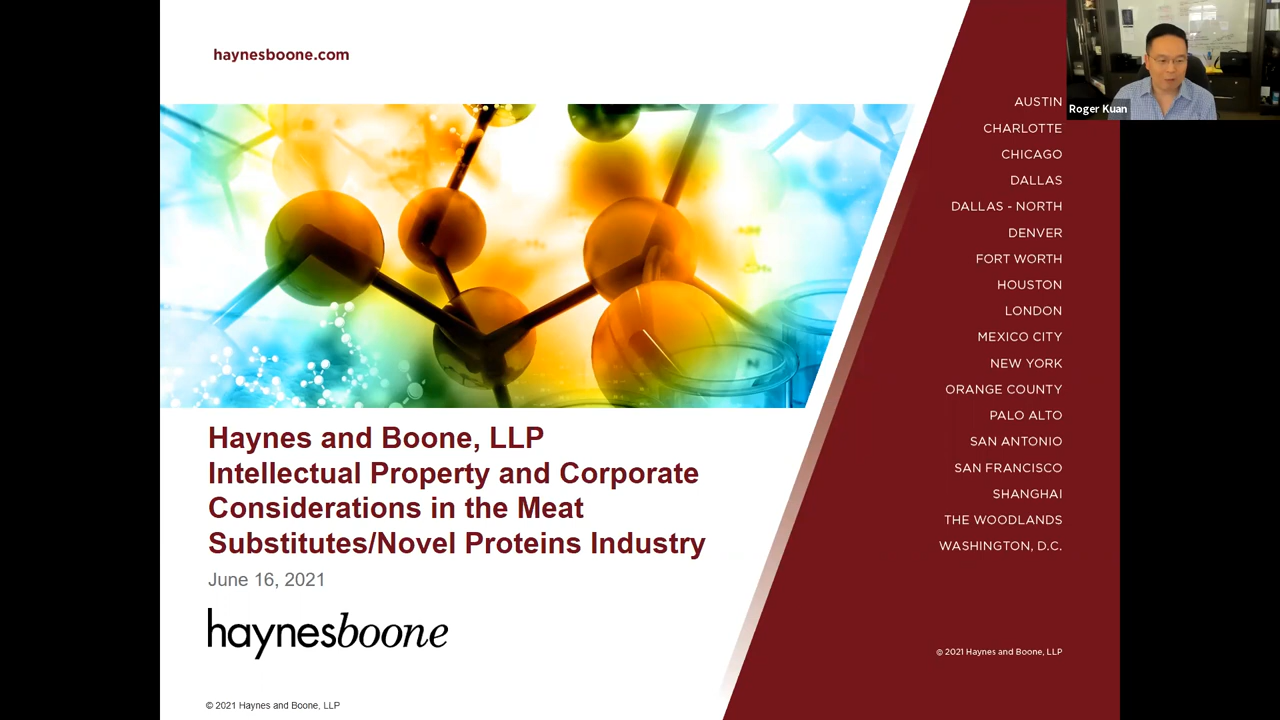 haynesboone.com
Roger Kuan
AUSTIN
CHARLOTTE
CHICAGO
DALLAS
DALLAS - NORTH
DENVER
FORT WORTH
HOUSTON
LONDON
MEXICO CITY
NEW YORK
ORANGE COUNTY
PALO ALTO
SAN ANTONIO
SAN FRANCISCO
SHANGHAI
THE WOODLANDS
WASHINGTON, D.C.
Haynes and Boone, LLP
Intellectual Property and Corporate
Considerations in the Meat
Substitutes/Novel Proteins Industry
June 16, 2021
haynesboone
© 2021 Haynes and Boone, LLP
© 2021 Haynes and Boone, LLP